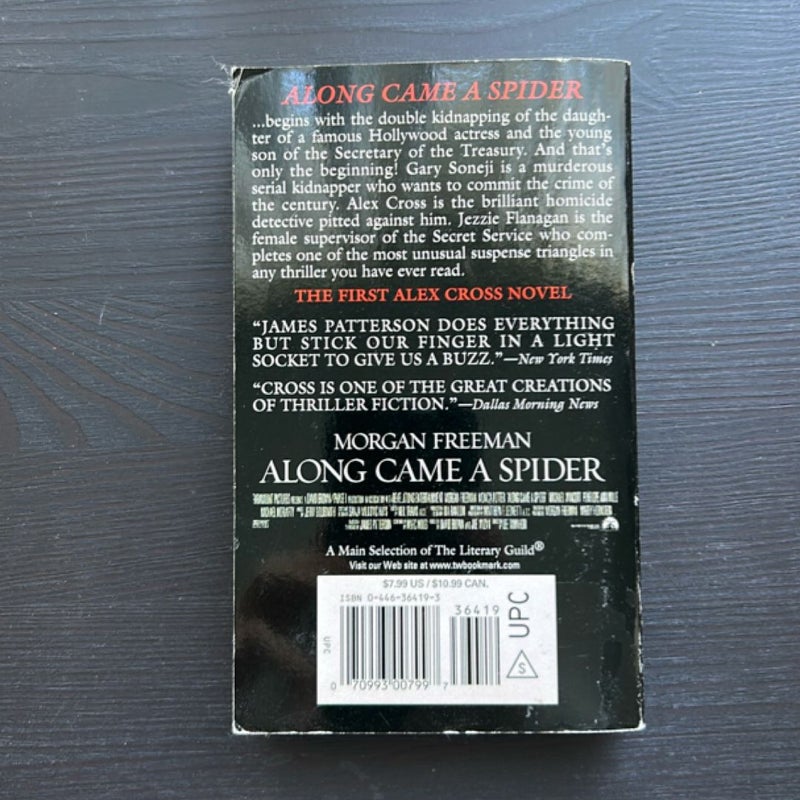 ALONG CAME A SPIDER
...begins with the double kidnapping of the daugh-
ter of a famous Hollywood actress and the young
son of the Secretary of the Treasury. And that's
only the beginning! Gary Soneji is a murderous
serial kidnapper who wants to commit the crime of
the century. Alex Cross is the brilliant homicide
detective pitted against him. Jezzie Flanagan is the
female supervisor of the Secret Service who com-
pletes one of the most unusual suspense triangles in
any thriller you have ever read.
THE FIRST ALEX CROSS NOVEL
“JAMES PATTERSON DOES EVERYTHING
BUT STICK OUR FINGER IN A LIGHT
SOCKET TO GIVE US A BUZZ.”—New York Times
“CROSS IS ONE OF THE GREAT CREATIONS
OF THRILLER FICTION.”—Dallas Morning News
MORGAN FREEMAN
ALONG CAME A SPIDER
A Main Selection of The Literary Guild®
Visit our Web site at www.twbookmark.com
$7.99 US / $10.99 CAN.
ISBN 0-446-36419-3
36419
UPC
S
UPC
0 70993 00799 7